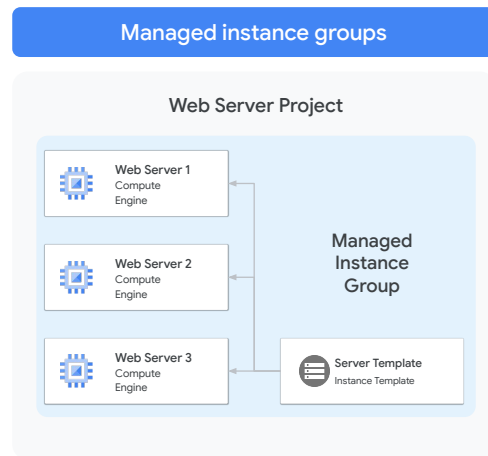 Managed instance groups
Web Server Project
Web Server 1
Compute
Engine
Web Server 2
Compute
Engine
Managed
Instance
Group
Web Server 3
Compute
Engine
Server Template
Instance Template